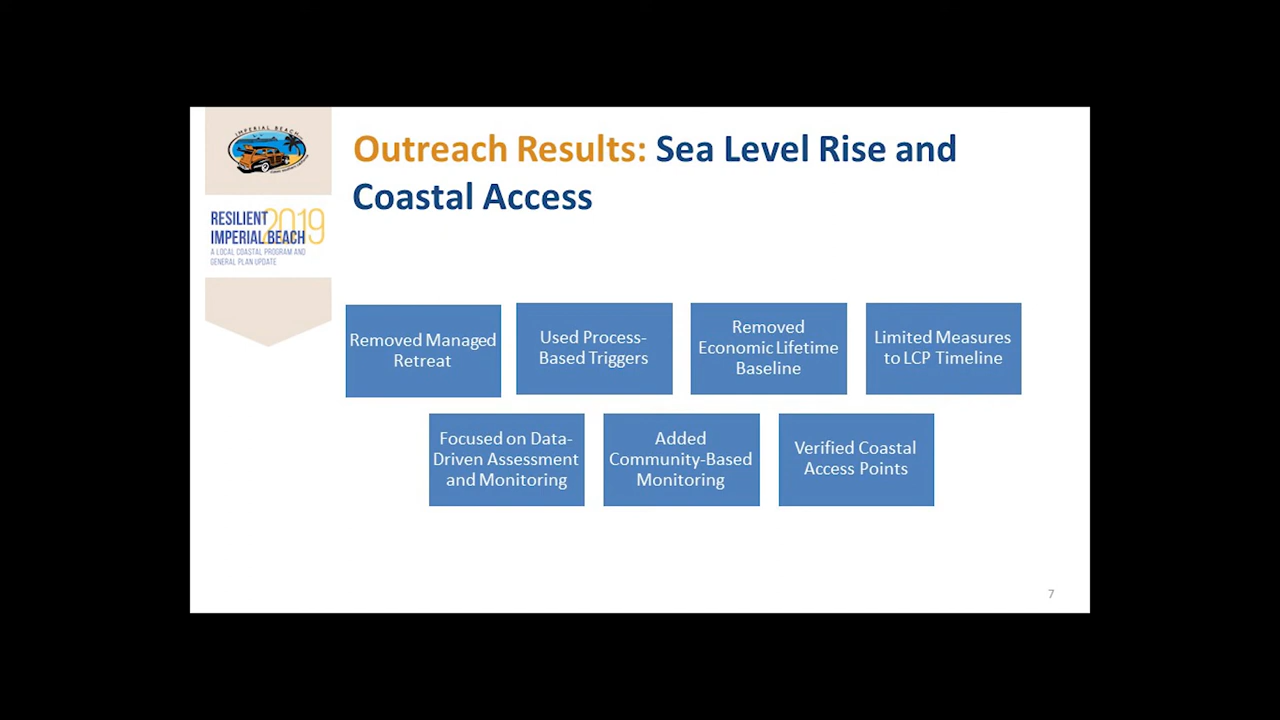 IMPERIAL BEACH
RESILIENT 2019
IMPERIAL BEACH
A LOCAL COASTAL PROGRAM AND
GENERAL PLAN UPDATE
Outreach Results: Sea Level Rise and
Coastal Access
Removed Managed
Retreat
Used Process-
Based Triggers
Removed
Economic Lifetime
Baseline
Limited Measures
to LCP Timeline
Focused on Data-
Driven Assessment
and Monitoring
Added
Community-Based
Monitoring
Verified Coastal
Access Points
7